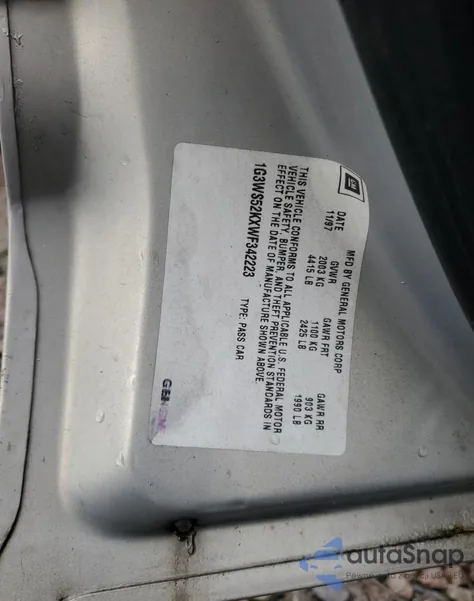 GM
MFD BY GENERAL MOTORS CORP
DATE GVWR GAWR FRT GAWR RR
11/97 2003 KG 1100 KG 903 KG
4415 LB 2425 LB 1990 LB
THIS VEHICLE CONFORMS TO ALL APPLICABLE U.S. FEDERAL MOTOR
VEHICLE SAFETY, BUMPER, AND THEFT PREVENTION STANDARDS IN
EFFECT ON THE DATE OF MANUFACTURE SHOWN ABOVE.
1G3WS52KXWF342223 TYPE: PASS CAR
autoSnap